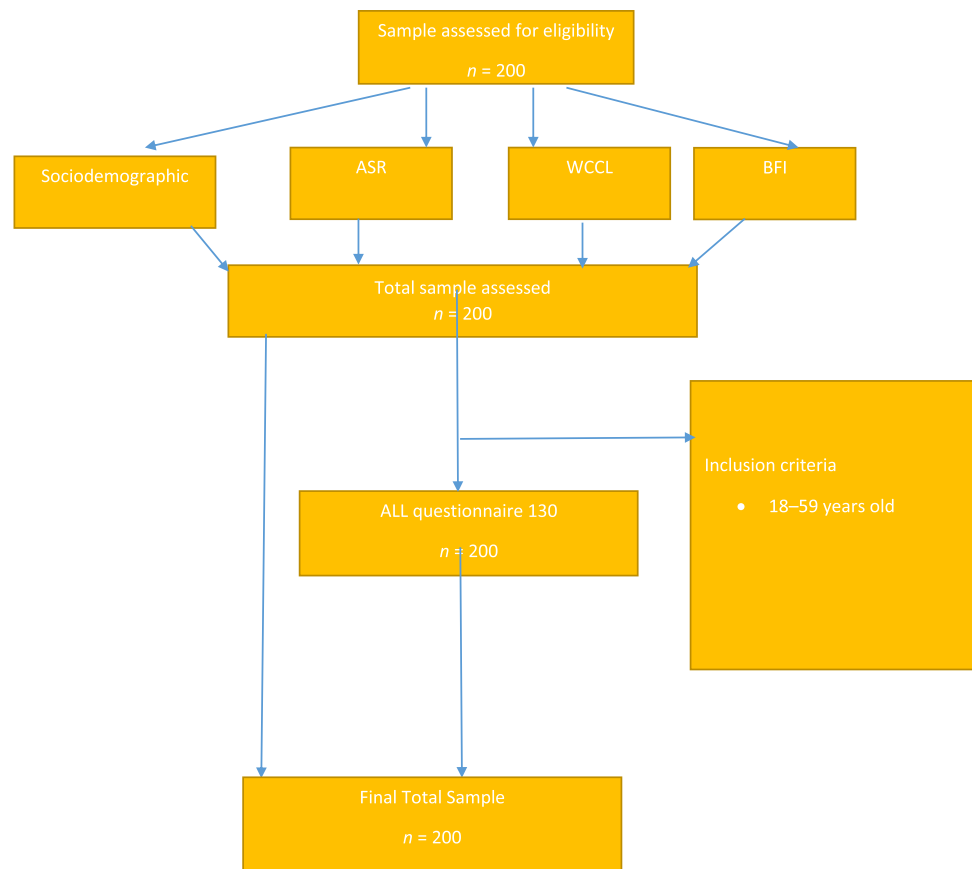 Sample assessed for eligibility
n = 200
Sociodemographic
ASR
WCCL
BFI
Total sample assessed
n = 200
Inclusion criteria
• 18–59 years old
ALL questionnaire 130
n = 200
Final Total Sample
n = 200